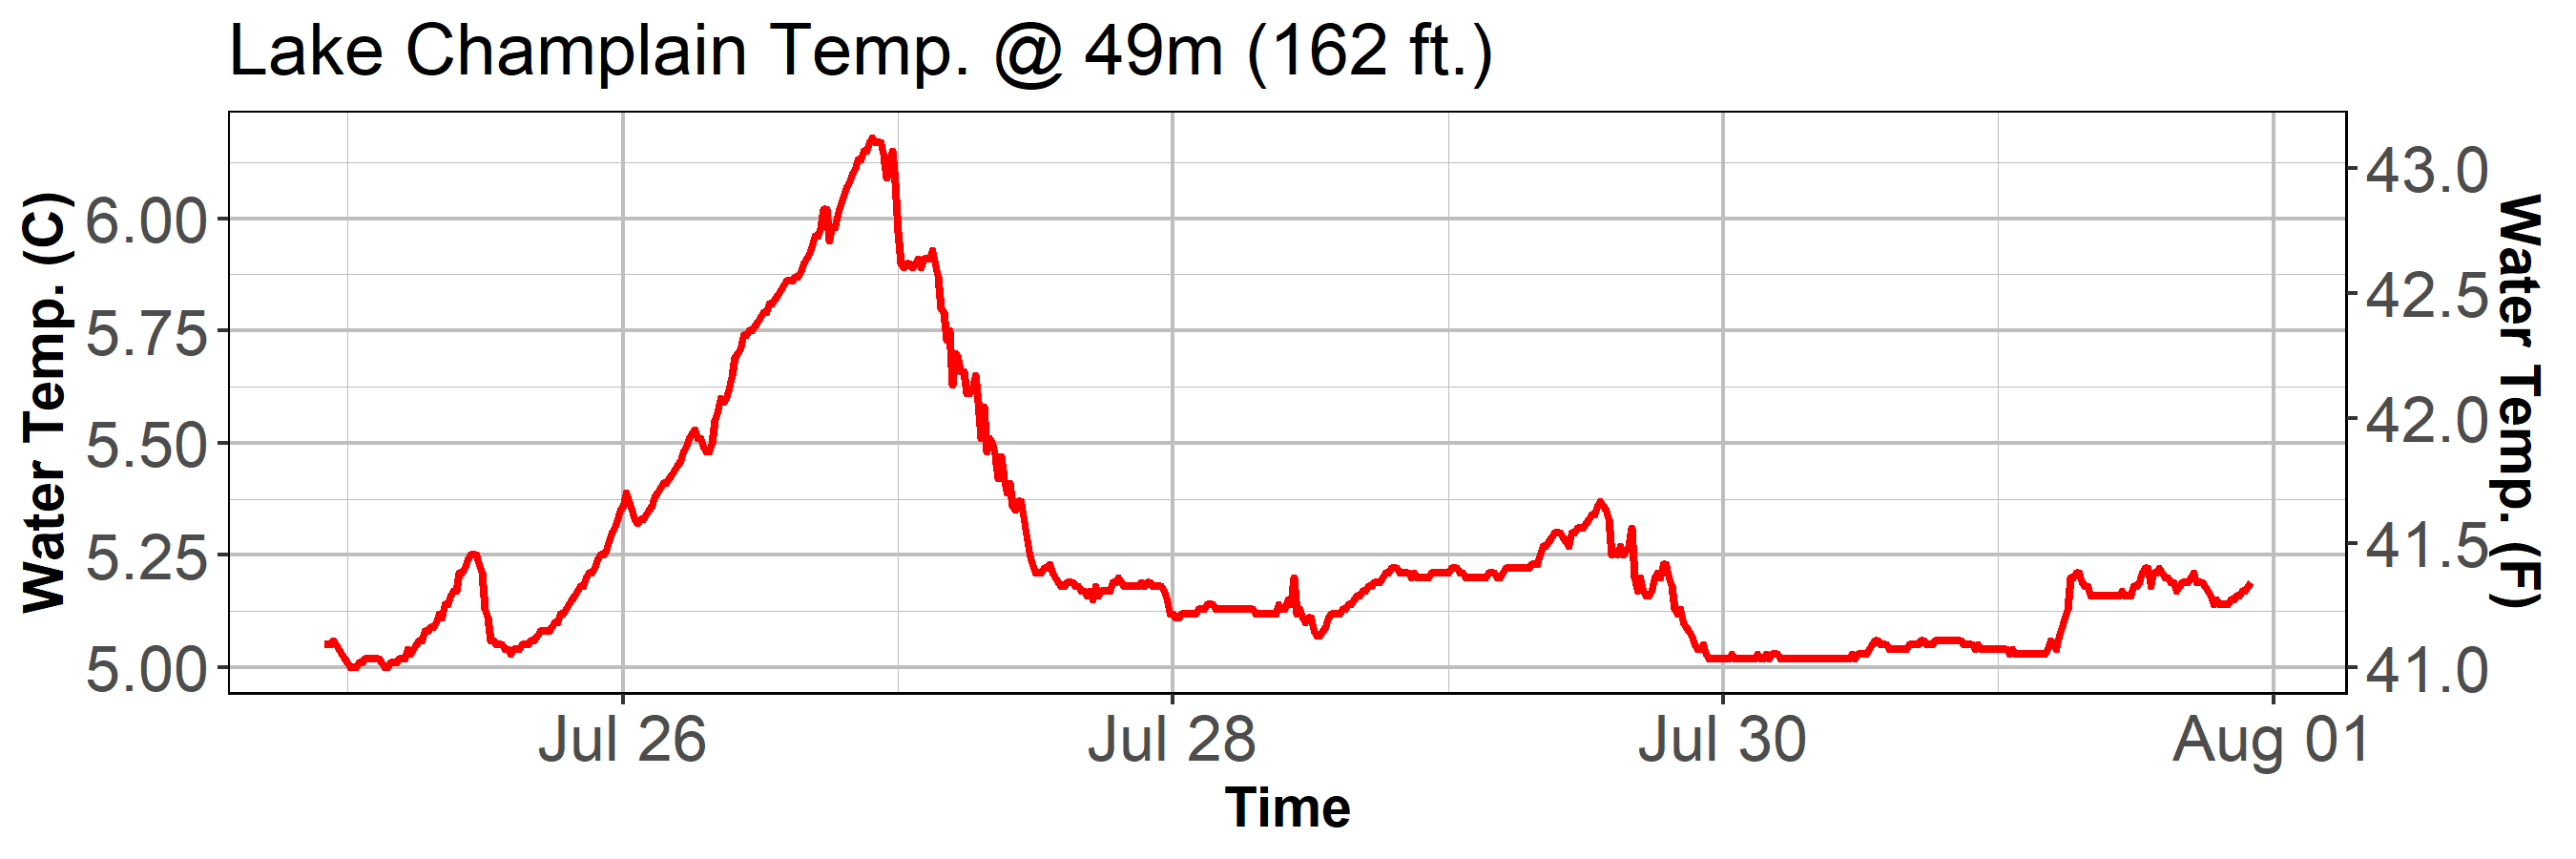 Lake Champlain Temp. @ 49m (162 ft.)
Water Temp. (C)
6.00
5.75
5.50
5.25
5.00
43.0
42.5
42.0
41.5
41.0
Water Temp. (F)
Jul 26 Jul 28 Jul 30 Aug 01
Time